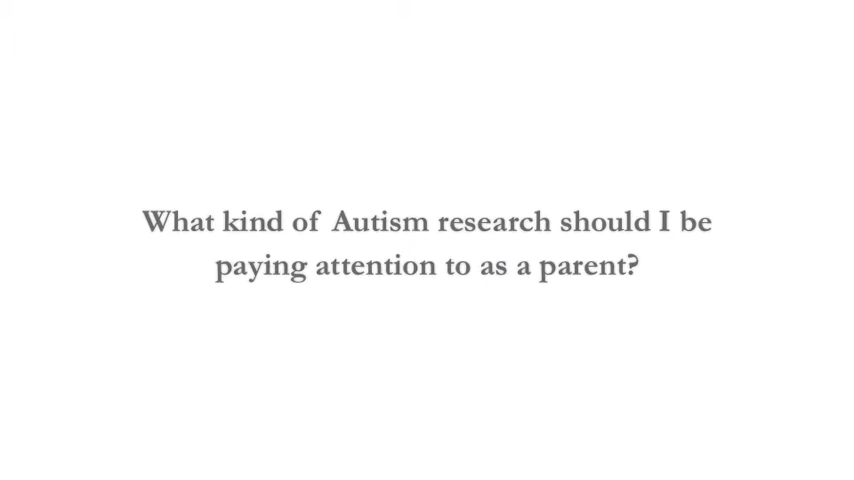 What kind of Autism research should I be
paying attention to as a parent?